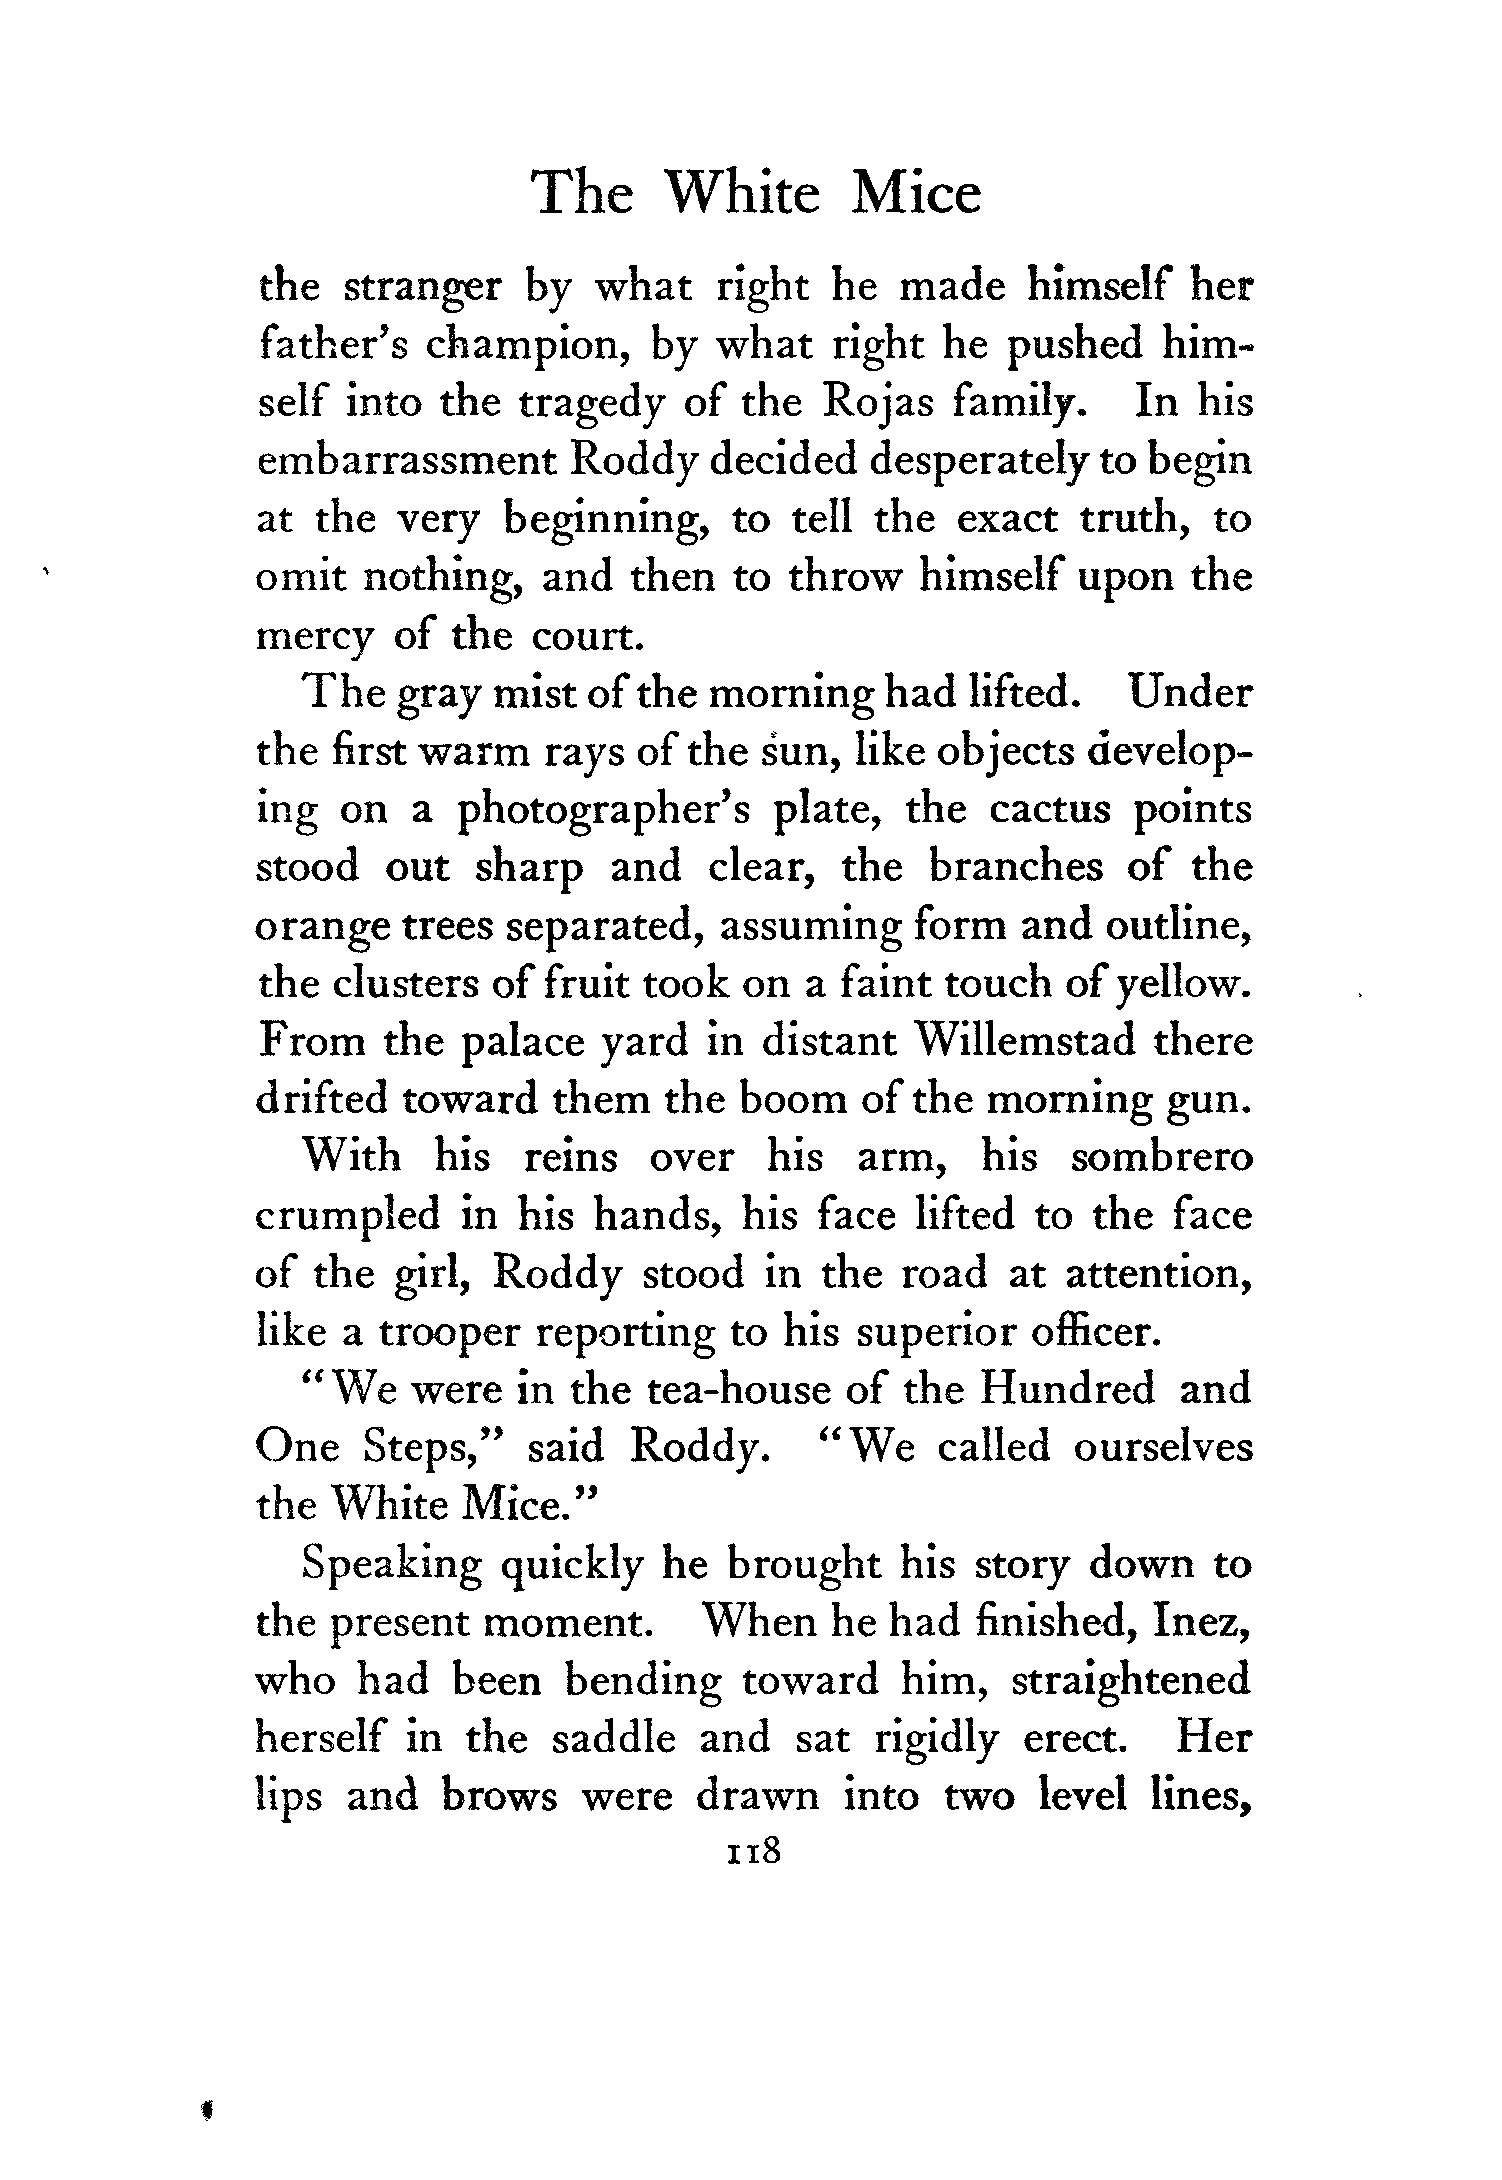 The White Mice
the stranger by what right he made himself her
father's champion, by what right he pushed him-
self into the tragedy of the Rojas family. In his
embarrassment Roddy decided desperately to begin
at the very beginning, to tell the exact truth, to
omit nothing, and then to throw himself upon the
mercy of the court.
The gray mist of the morning had lifted. Under
the first warm rays of the sun, like objects develop-
ing on a photographer's plate, the cactus points
stood out sharp and clear, the branches of the
orange trees separated, assuming form and outline,
the clusters of fruit took on a faint touch of yellow.
From the palace yard in distant Willemstad there
drifted toward them the boom of the morning gun.
With his reins over his arm, his sombrero
crumpled in his hands, his face lifted to the face
of the girl, Roddy stood in the road at attention,
like a trooper reporting to his superior officer.
"We were in the tea-house of the Hundred and
One Steps," said Roddy. "We called ourselves
the White Mice."
Speaking quickly he brought his story down to
the present moment. When he had finished, Inez,
who had been bending toward him, straightened
herself in the saddle and sat rigidly erect. Her
lips and brows were drawn into two level lines,
118